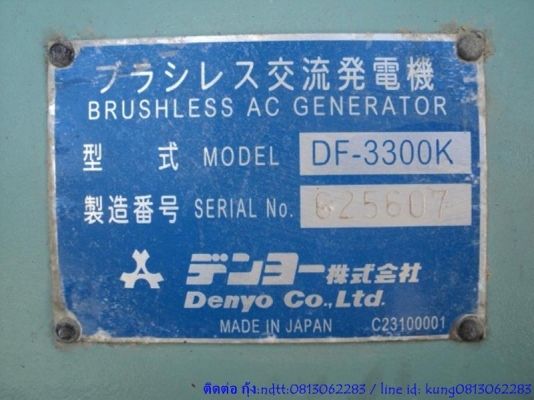 ブラシレス交流発電機
BRUSHLESS AC GENERATOR
型 式 MODEL DF-3300K
製造番号 SERIAL No. 625607
デンヨー株式会社
Denyo Co.,Ltd.
MADE IN JAPAN C23100001
ติดต่อ กุ้ง:ndtt:0813062283 / line id: kung0813062283